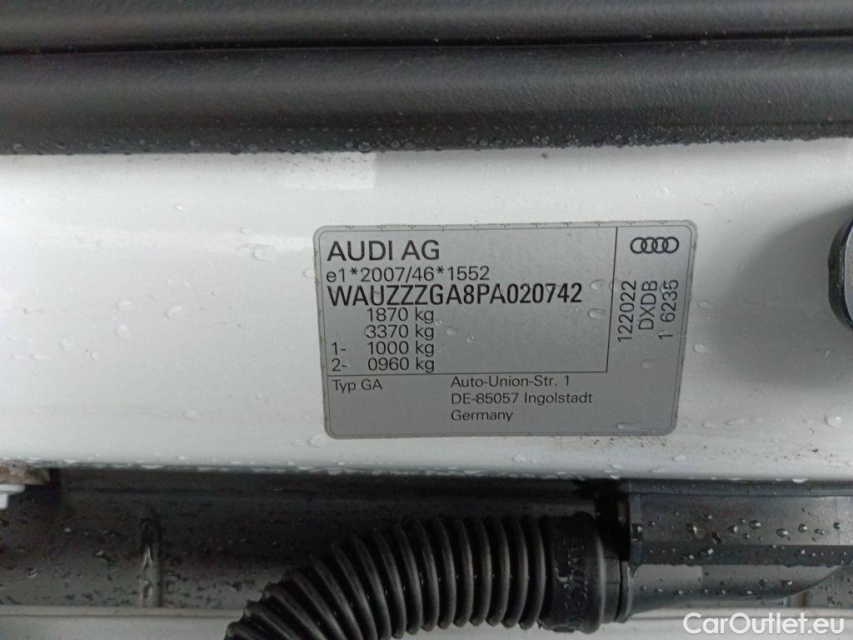 AUDI AG
e1*2007/46*1552
WAUZZZGA8PA020742
1870 kg
3370 kg
1- 1000 kg
2- 0960 kg
Typ GA
Auto-Union-Str. 1
DE-85057 Ingolstadt
Germany
122022
DXDB
1 6235
CarOutlet.eu